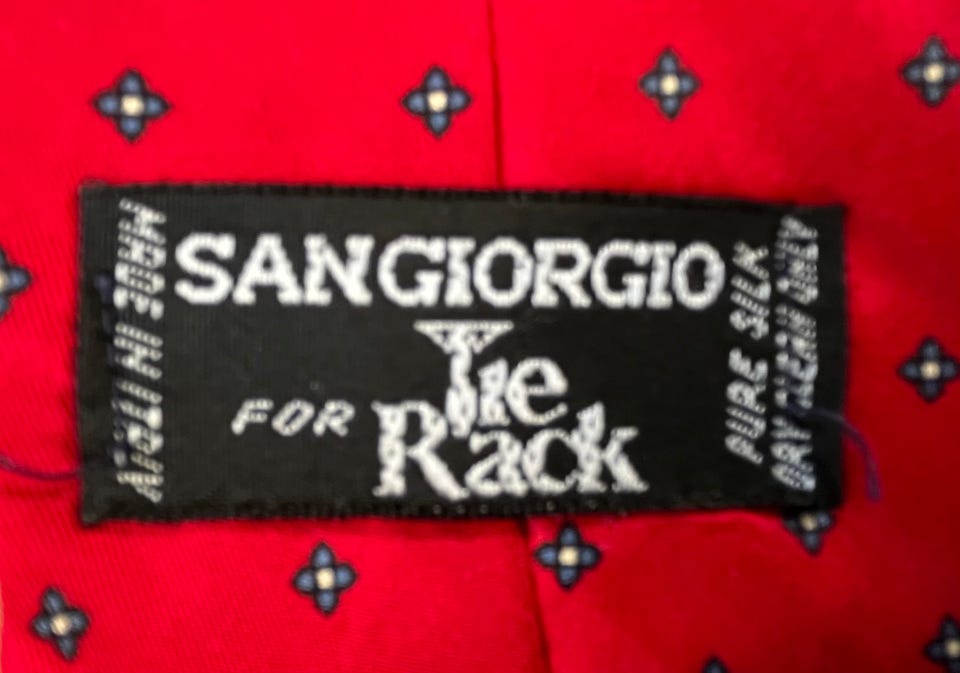 MADE IN ITALY
SANGIORGIO
FOR
Tie
Rack
PURE SILK
DRY CLEAN ONLY